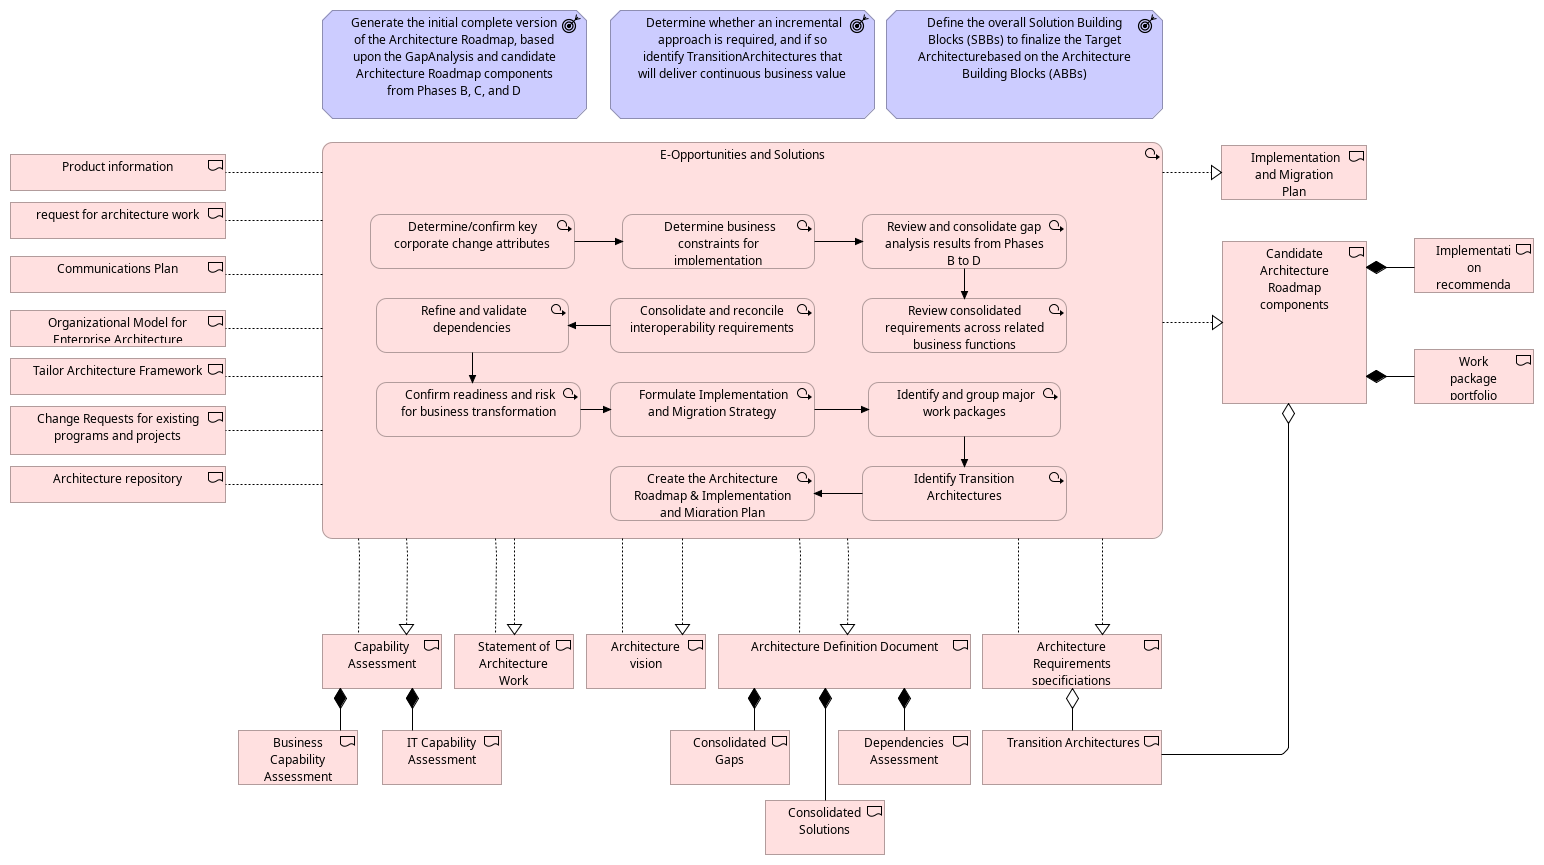 Generate the initial complete version
of the Architecture Roadmap, based
upon the GapAnalysis and candidate
Architecture Roadmap components
from Phases B, C, and D
Determine whether an incremental
approach is required, and if so
identify TransitionArchitectures that
will deliver continuous business value
Define the overall Solution Building
Blocks (SBBs) to finalize the Target
Architecturebased on the Architecture
Building Blocks (ABBs)
Product information
request for architecture work
Communications Plan
Organizational Model for
Enterprise Architecture
Tailor Architecture Framework
Change Requests for existing
programs and projects
Architecture repository
E-Opportunities and Solutions
Determine/confirm key
corporate change attributes
Determine business
constraints for
implementation
Review and consolidate gap
analysis results from Phases
B to D
Refine and validate
dependencies
Consolidate and reconcile
interoperability requirements
Review consolidated
requirements across related
business functions
Confirm readiness and risk
for business transformation
Formulate Implementation
and Migration Strategy
Identify and group major
work packages
Create the Architecture
Roadmap & Implementation
and Migration Plan
Identify Transition
Architectures
Implementation
and Migration
Plan
Candidate
Architecture
Roadmap
components
Implementati
on
recommenda
Work
package
portfolio
Capability
Assessment
Statement of
Architecture
Work
Architecture
vision
Architecture Definition Document
Architecture
Requirements
specificiations
Business
Capability
Assessment
IT Capability
Assessment
Consolidated
Gaps
Dependencies
Assessment
Transition Architectures
Consolidated
Solutions